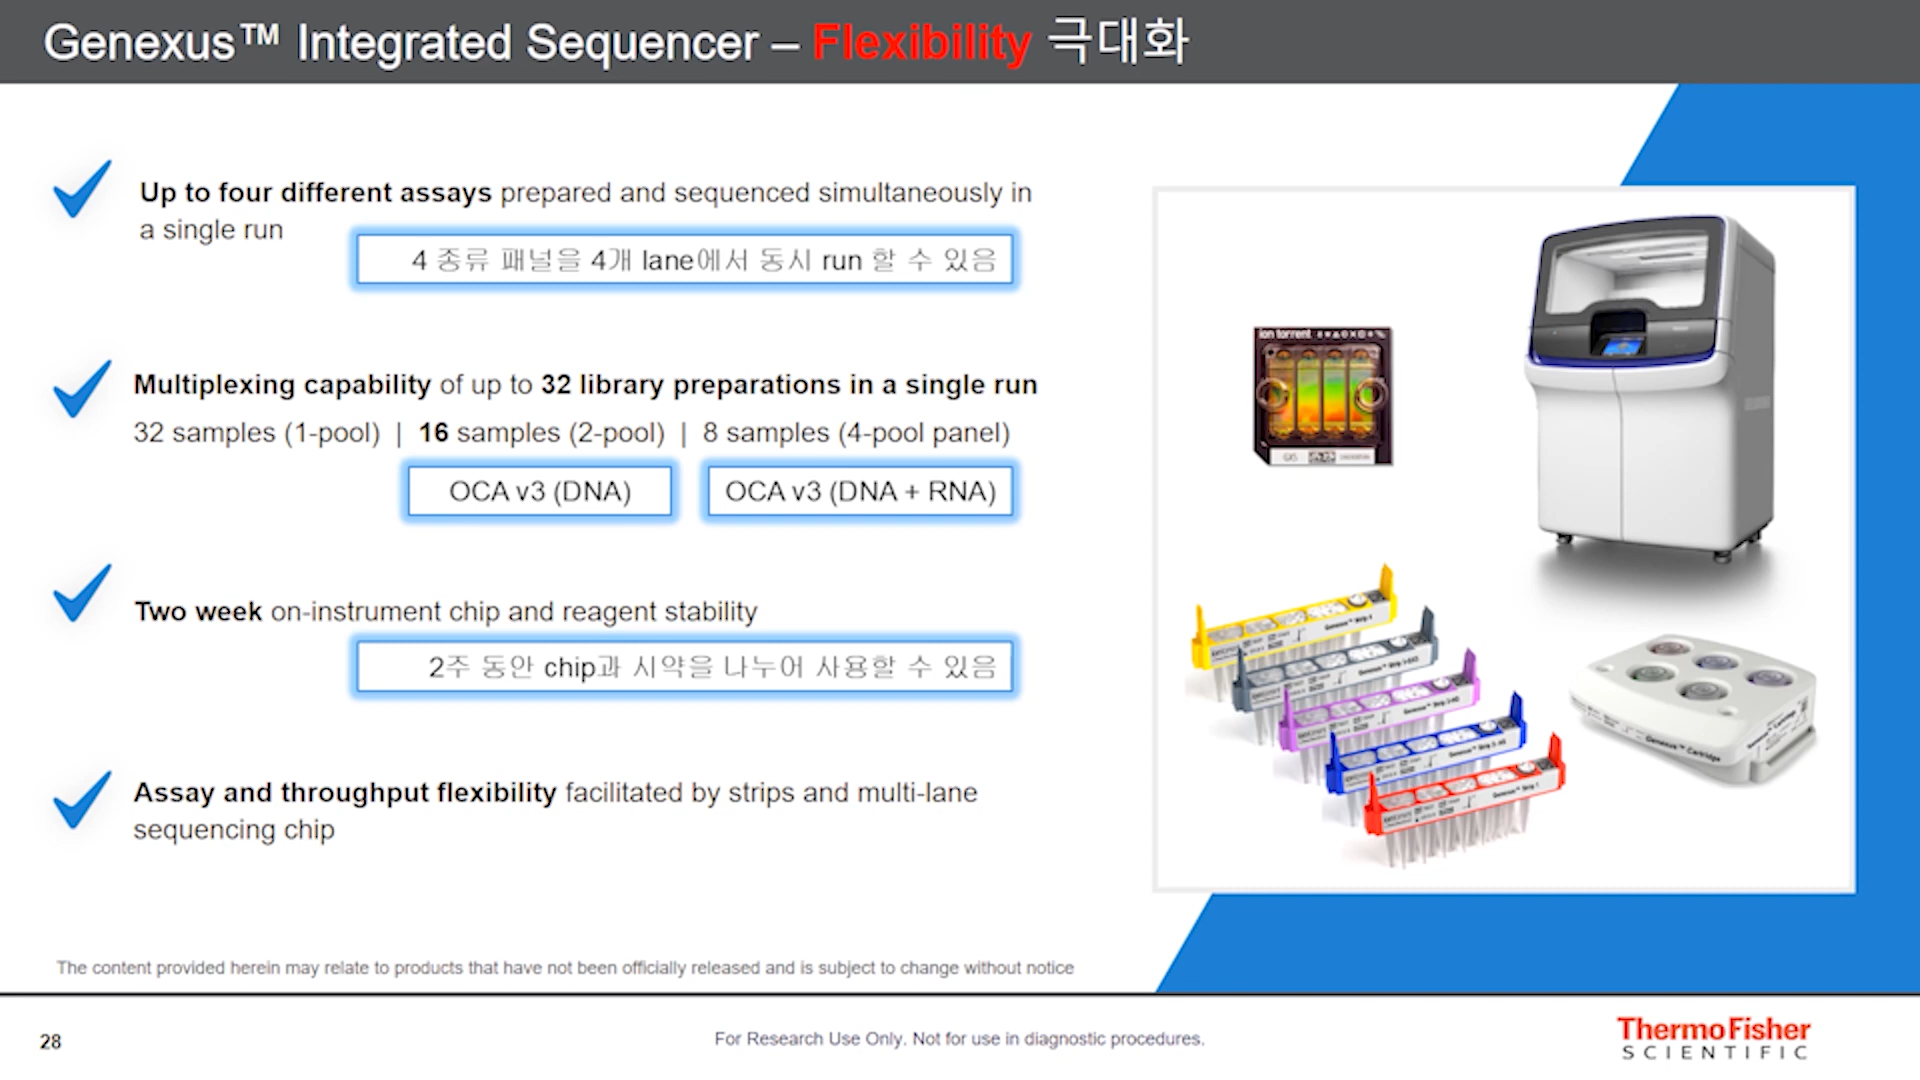 Genexus™ Integrated Sequencer – Flexibility 극대화
Up to four different assays prepared and sequenced simultaneously in
a single run
4 종류 패널을 4개 lane에서 동시 run 할 수 있음
Multiplexing capability of up to 32 library preparations in a single run
32 samples (1-pool) | 16 samples (2-pool) | 8 samples (4-pool panel)
OCA v3 (DNA)
OCA v3 (DNA + RNA)
Two week on-instrument chip and reagent stability
2주 동안 chip과 시약을 나누어 사용할 수 있음
Assay and throughput flexibility facilitated by strips and multi-lane
sequencing chip
ion torrent
GX5
Genexus™ Strip 1
Genexus™ Cartridge
The content provided herein may relate to products that have not been officially released and is subject to change without notice
28
For Research Use Only. Not for use in diagnostic procedures.
ThermoFisher
SCIENTIFIC